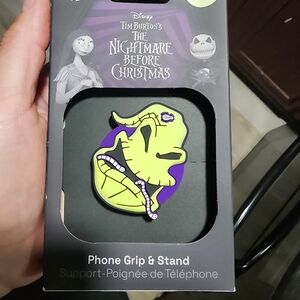 Disney
TIM BURTON'S
THE
NIGHTMARE
BEFORE
CHRISTMAS
Phone Grip & Stand
Support-Poignée de Téléphone